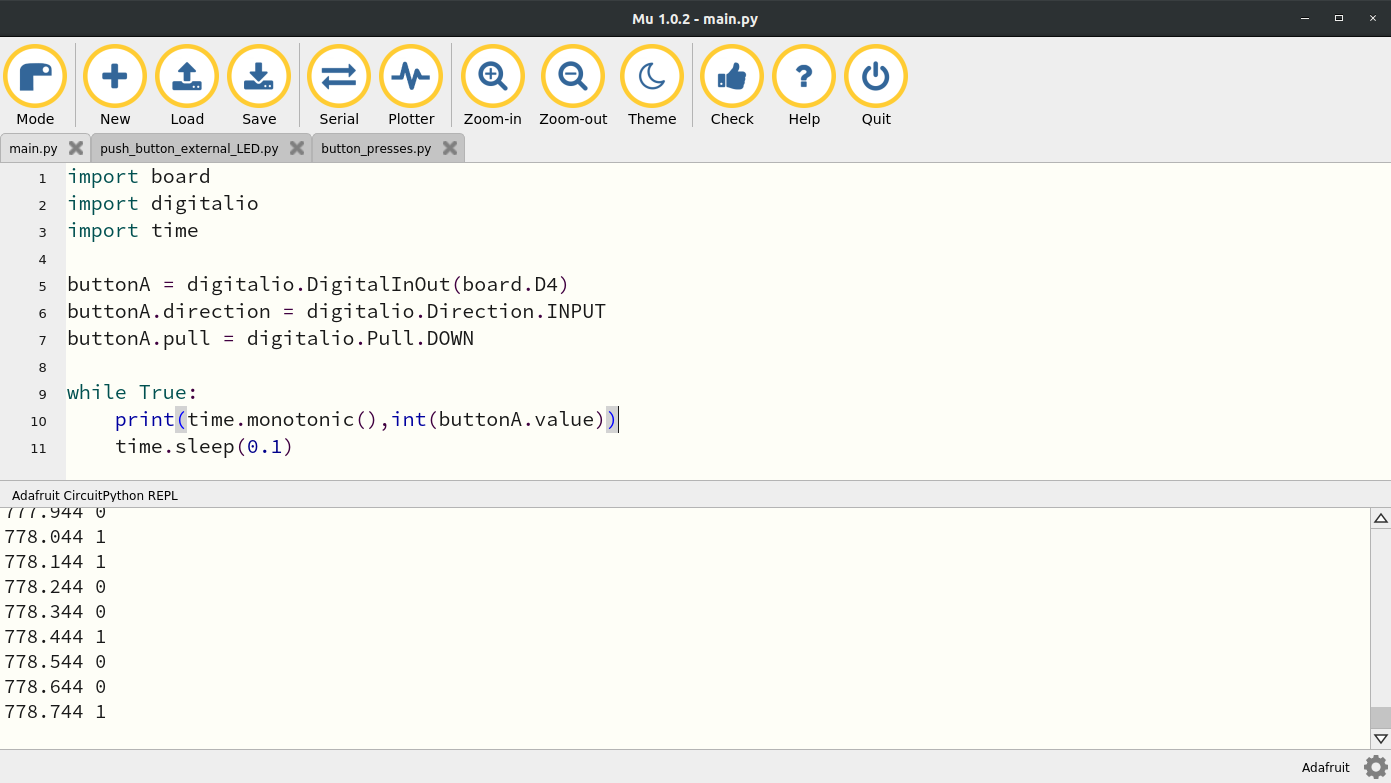 Mu 1.0.2 - main.py
Mode New Load Save Serial Plotter Zoom-in Zoom-out Theme Check Help Quit
main.py push_button_external_LED.py button_presses.py
1 import board
2 import digitalio
3 import time
4
5 buttonA = digitalio.DigitalInOut(board.D4)
6 buttonA.direction = digitalio.Direction.INPUT
7 buttonA.pull = digitalio.Pull.DOWN
8
9 while True:
10     print(time.monotonic(),int(buttonA.value))
11     time.sleep(0.1)
Adafruit CircuitPython REPL
777.944 0
778.044 1
778.144 1
778.244 0
778.344 0
778.444 1
778.544 0
778.644 0
778.744 1
Adafruit